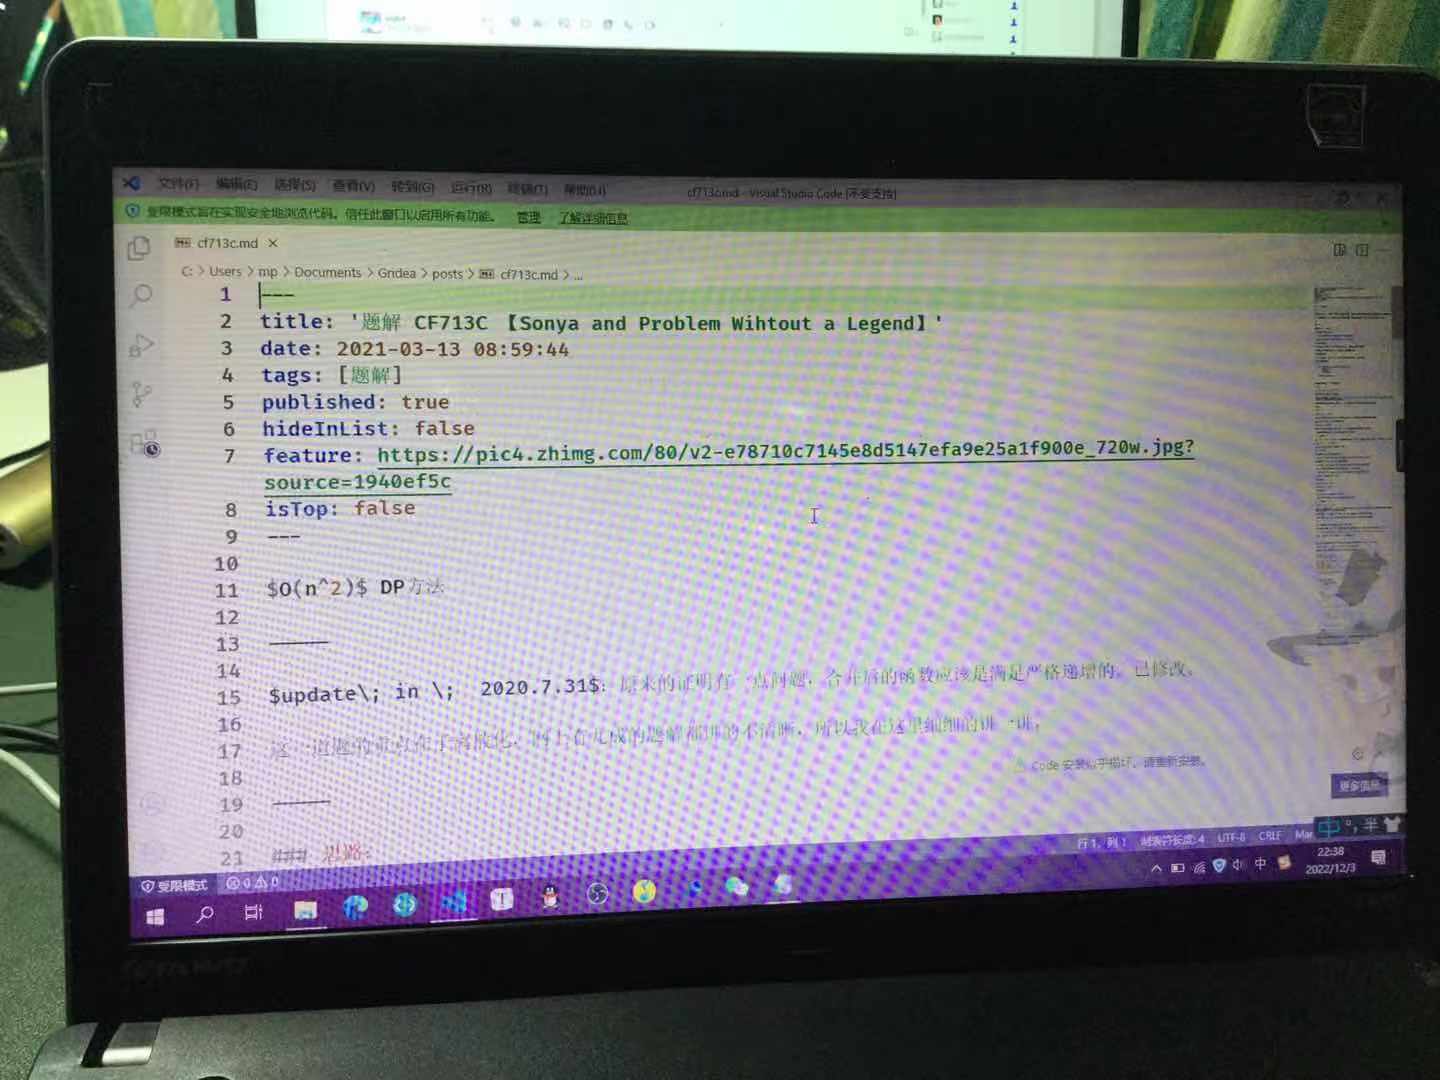 文件(F) 编辑(E) 选择(S) 查看(V) 转到(G) 运行(R) 终端(T) 帮助(H) cf713c.md - Visual Studio Code [不受支持]
受限模式旨在实现安全地浏览代码。信任此窗口以启用所有功能。 管理 了解详细信息
cf713c.md ×
C: > Users > mp > Documents > Gridea > posts > cf713c.md > ...
1 ---
2 title: '题解 CF713C 【Sonya and Problem Wihtout a Legend】'
3 date: 2021-03-13 08:59:44
4 tags: [题解]
5 published: true
6 hideInList: false
7 feature: https://pic4.zhimg.com/80/v2-e78710c7145e8d5147efa9e25a1f900e_720w.jpg?
source=1940ef5c
8 isTop: false
9 ---
10
11 $O(n^2)$ DP方法
12
13 ------
14
15 $update\; in \;  2020.7.31$: 原来的证明有一点问题，合并后的函数应该是满足严格递增的。已修改。
16
17 这一道题的重点在于离散化，网上有几成的题解都讲的不清晰，所以我在这里细细的讲一讲，
18
19 ------
20
21 ### 思路:
Code 安装似乎损坏。请重新安装。
更多信息
受限模式 0 0 行 1，列 1 制表符长度: 4 UTF-8 CRLF Mar
中 半
中 22:38
2022/12/3